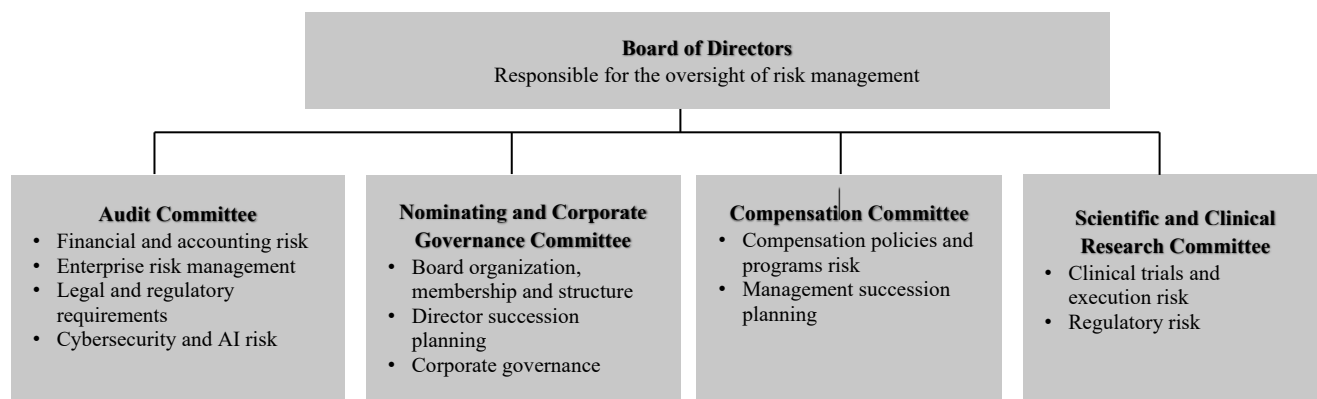 Board of Directors
Responsible for the oversight of risk management
Audit Committee
• Financial and accounting risk
• Enterprise risk management
• Legal and regulatory
requirements
• Cybersecurity and AI risk
Nominating and Corporate
Governance Committee
• Board organization,
membership and structure
• Director succession
planning
• Corporate governance
Compensation Committee
• Compensation policies and
programs risk
• Management succession
planning
Scientific and Clinical
Research Committee
• Clinical trials and
execution risk
• Regulatory risk